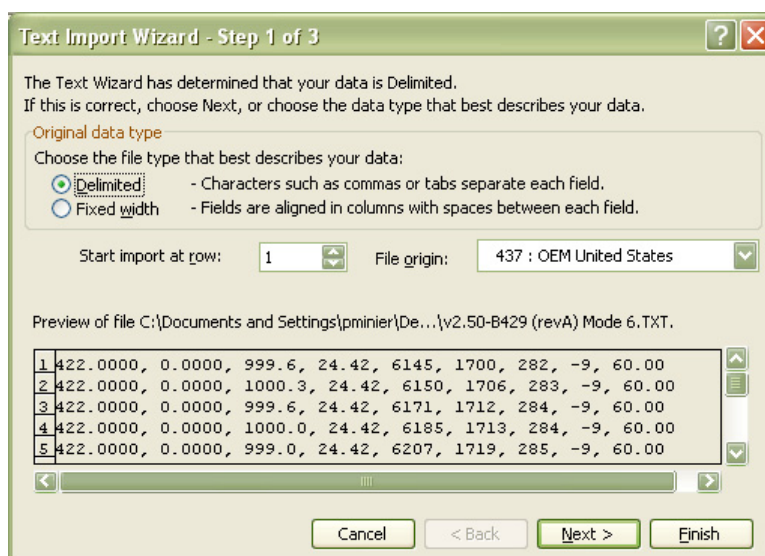 Text Import Wizard - Step 1 of 3
The Text Wizard has determined that your data is Delimited.
If this is correct, choose Next, or choose the data type that best describes your data.
Original data type
Choose the file type that best describes your data:
Delimited - Characters such as commas or tabs separate each field.
Fixed width - Fields are aligned in columns with spaces between each field.
Start import at row: 1 File origin: 437 : OEM United States
Preview of file C:\Documents and Settings\pminier\De...\v2.50-B429 (revA) Mode 6.TXT.
1 422.0000, 0.0000, 999.6, 24.42, 6145, 1700, 282, -9, 60.00
2 422.0000, 0.0000, 1000.3, 24.42, 6150, 1706, 283, -9, 60.00
3 422.0000, 0.0000, 999.6, 24.42, 6171, 1712, 284, -9, 60.00
4 422.0000, 0.0000, 1000.0, 24.42, 6185, 1713, 284, -9, 60.00
5 422.0000, 0.0000, 999.0, 24.42, 6207, 1719, 285, -9, 60.00
Cancel < Back Next > Finish